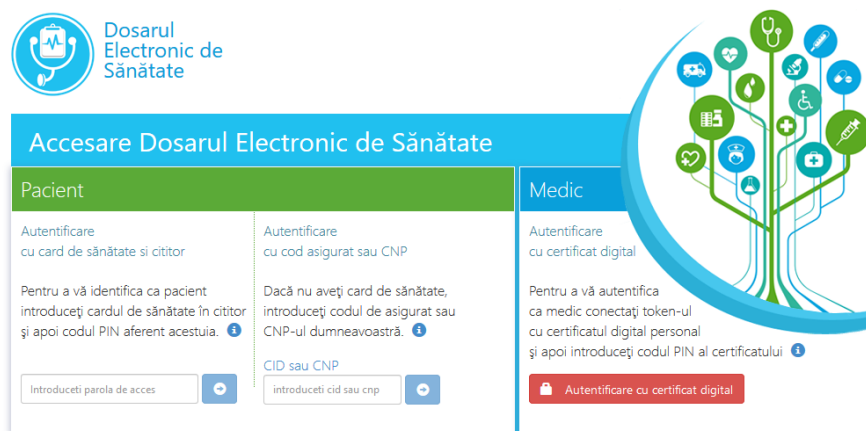 Dosarul
Electronic de
Sănătate
Accesare Dosarul Electronic de Sănătate
Pacient
Autentificare
cu card de sănătate si cititor
Pentru a vă identifica ca pacient
introduceţi cardul de sănătate în cititor
şi apoi codul PIN aferent acestuia.
Introduceti parola de acces
Autentificare
cu cod asigurat sau CNP
Dacă nu aveţi card de sănătate,
introduceţi codul de asigurat sau
CNP-ul dumneavoastră.
CID sau CNP
introduceti cid sau cnp
Medic
Autentificare
cu certificat digital
Pentru a vă autentifica
ca medic conectaţi token-ul
cu certificatul digital personal
şi apoi introduceţi codul PIN al certificatului
Autentificare cu certificat digital